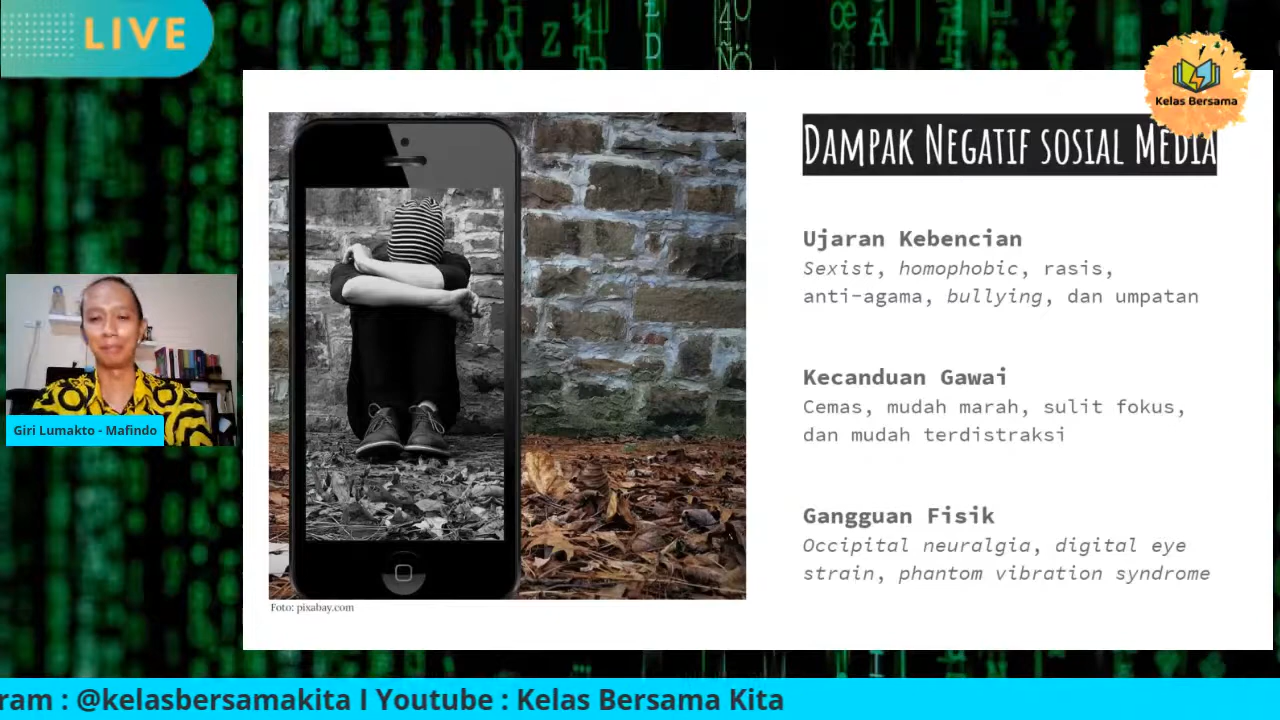 LIVE
Kelas Bersama
Dampak Negatif sosial Media
Ujaran Kebencian
Sexist, homophobic, rasis,
anti-agama, bullying, dan umpatan
Kecanduan Gawai
Cemas, mudah marah, sulit fokus,
dan mudah terdistraksi
Gangguan Fisik
Occipital neuralgia, digital eye
strain, phantom vibration syndrome
Foto: pixabay.com
Giri Lumakto - Mafindo
ram : @kelasbersamakita I Youtube : Kelas Bersama Kita